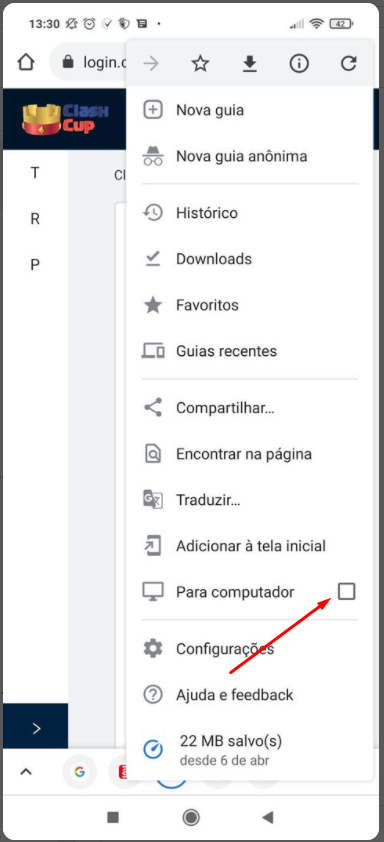 13:30
42
login.c
Clash
Cup
Nova guia
Nova guia anônima
T
Cl
R
Histórico
P
Downloads
Favoritos
Guias recentes
Compartilhar...
Encontrar na página
Traduzir...
Adicionar à tela inicial
Para computador
Configurações
Ajuda e feedback
22 MB salvo(s)
desde 6 de abr